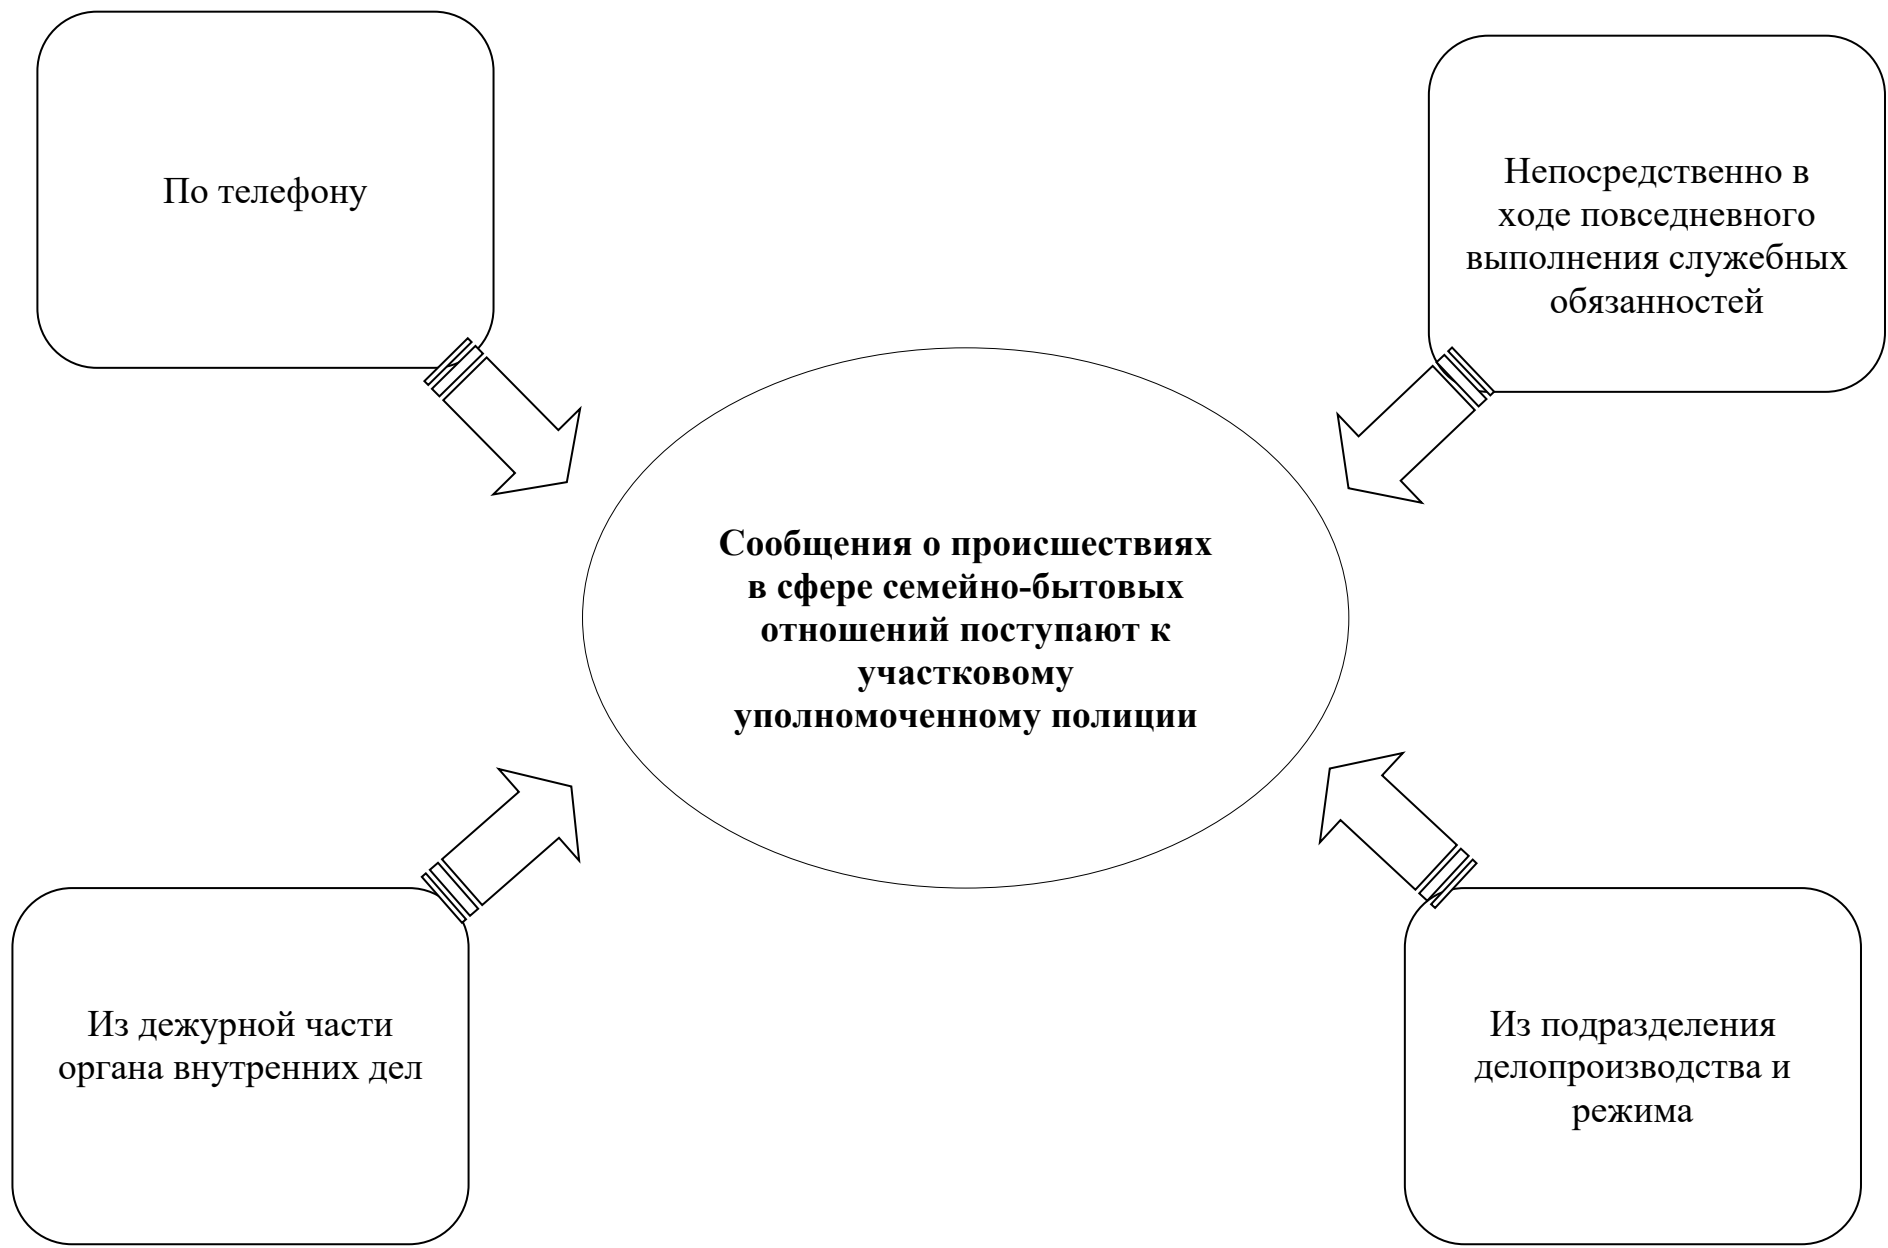 По телефону
Непосредственно в
ходе повседневного
выполнения служебных
обязанностей
Сообщения о происшествиях
в сфере семейно-бытовых
отношений поступают к
участковому
уполномоченному полиции
Из дежурной части
органа внутренних дел
Из подразделения
делопроизводства и
режима